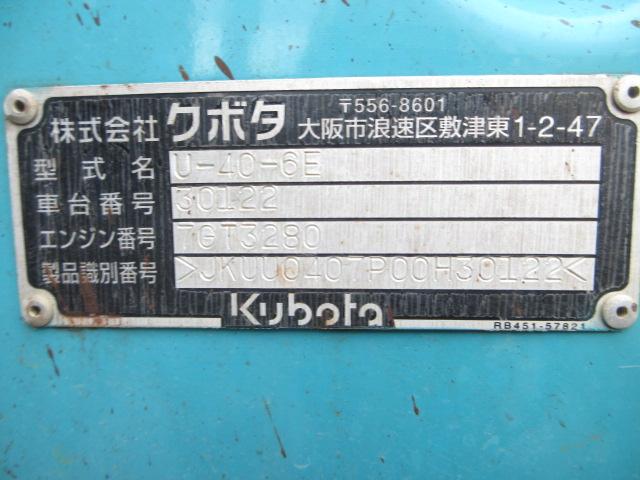 〒556-8601
株式会社クボタ 大阪市浪速区敷津東1-2-47
型式名 U-40-6E
車台番号 30122
エンジン番号 TGT3280
製品識別番号 >JKUU0407P00H30122<
Kubota
RB451-57821